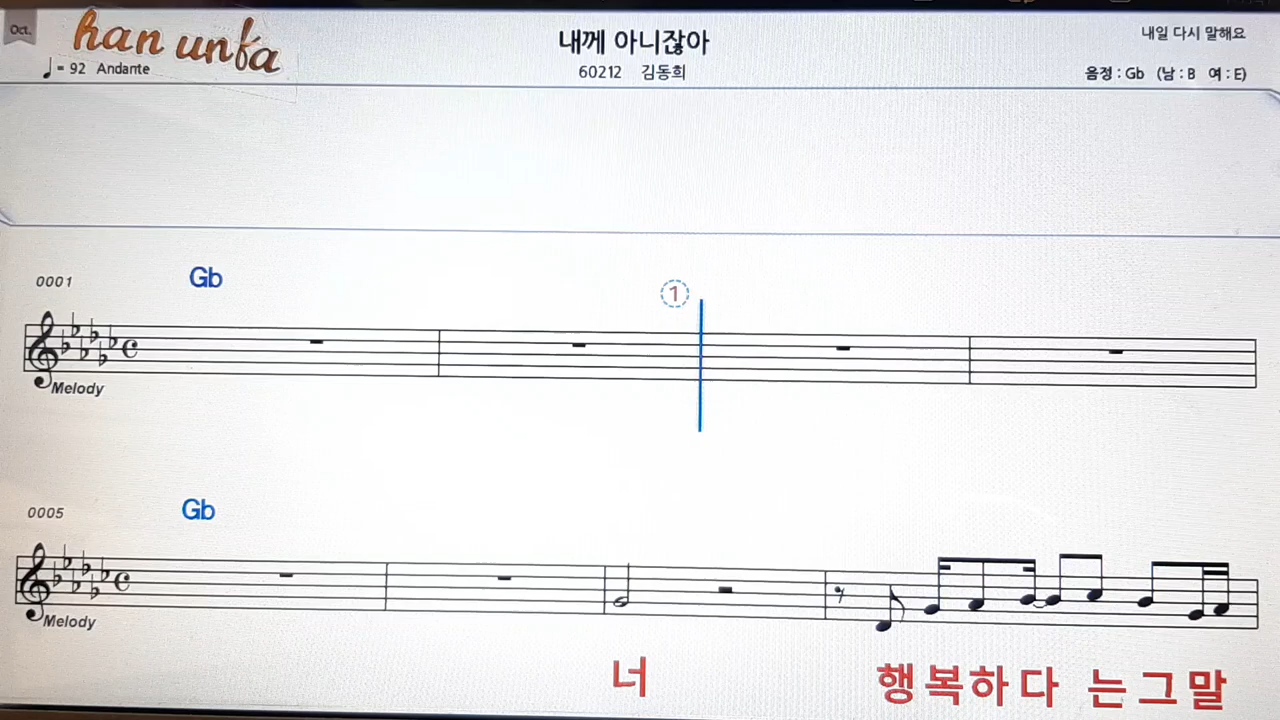 Oct.
han unfa
내께 아니잖아
내일 다시 말해요
♩= 92 Andante
60212 김동희
음정 : Gb (남 : B 여 : E)
0001 Gb
1
Melody
0005 Gb
Melody
너 행복하다 는그말